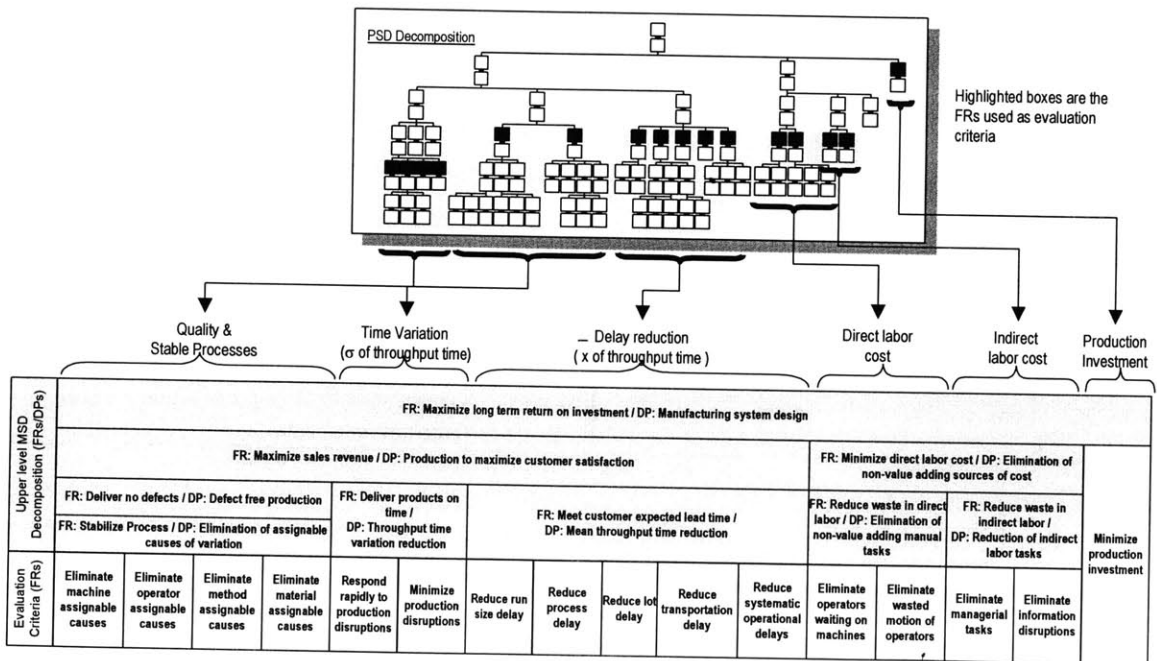 PSD Decomposition
Highlighted boxes are the
FRs used as evaluation
criteria
Quality &
Stable Processes
Time Variation
(σ of throughput time)
Delay reduction
( x̄ of throughput time )
Direct labor
cost
Indirect
labor cost
Production
Investment
Upper level MSD
Decomposition (FRs/DPs)
FR: Maximize long term return on investment / DP: Manufacturing system design
FR: Maximize sales revenue / DP: Production to maximize customer satisfaction
FR: Minimize direct labor cost / DP: Elimination of
non-value adding sources of cost
FR: Deliver no defects / DP: Defect free production
FR: Stabilize Process / DP: Elimination of assignable
causes of variation
FR: Deliver products on
time /
DP: Throughput time
variation reduction
FR: Meet customer expected lead time /
DP: Mean throughput time reduction
FR: Reduce waste in direct
labor / DP: Elimination of
non-value adding manual
tasks
FR: Reduce waste in
indirect labor /
DP: Reduction of indirect
labor tasks
Minimize
production
investment
Evaluation
Criteria (FRs)
Eliminate
machine
assignable
causes
Eliminate
operator
assignable
causes
Eliminate
method
assignable
causes
Eliminate
material
assignable
causes
Respond
rapidly to
production
disruptions
Minimize
production
disruptions
Reduce run
size delay
Reduce
process
delay
Reduce lot
delay
Reduce
transportation
delay
Reduce
systematic
operational
delays
Eliminate
operators
waiting on
machines
Eliminate
wasted
motion of
operators
Eliminate
managerial
tasks
Eliminate
information
disruptions